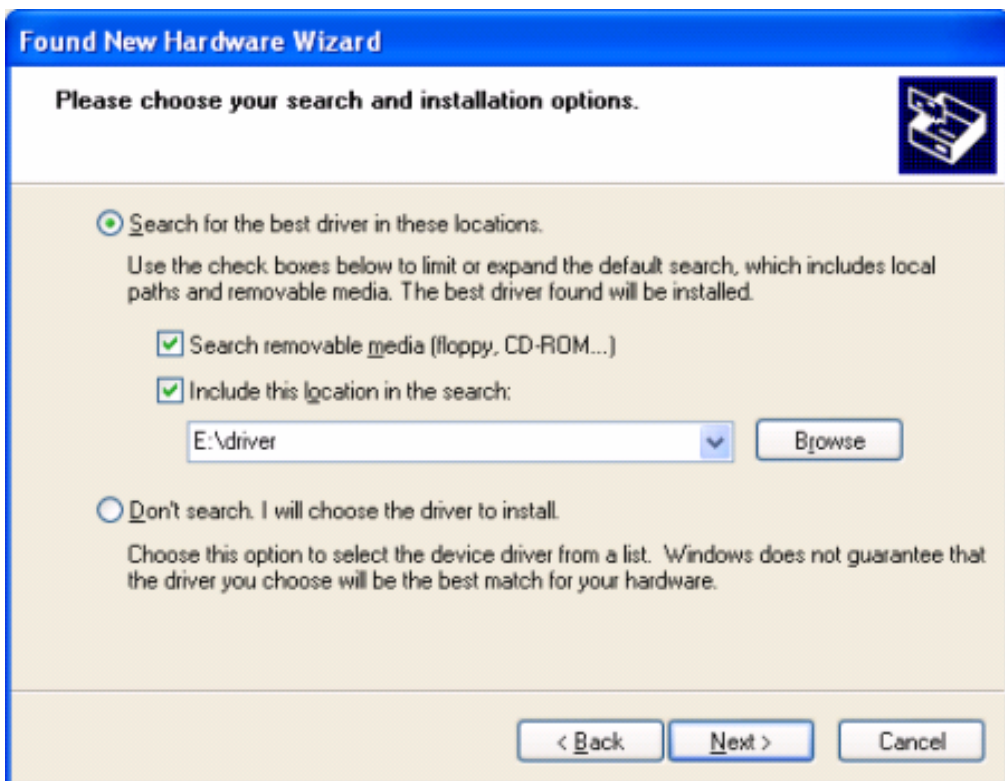 Found New Hardware Wizard
Please choose your search and installation options.
Search for the best driver in these locations.
Use the check boxes below to limit or expand the default search, which includes local
paths and removable media. The best driver found will be installed.
Search removable media (floppy, CD-ROM...)
Include this location in the search:
E:\driver
Browse
Don't search. I will choose the driver to install.
Choose this option to select the device driver from a list. Windows does not guarantee that
the driver you choose will be the best match for your hardware.
< Back
Next >
Cancel